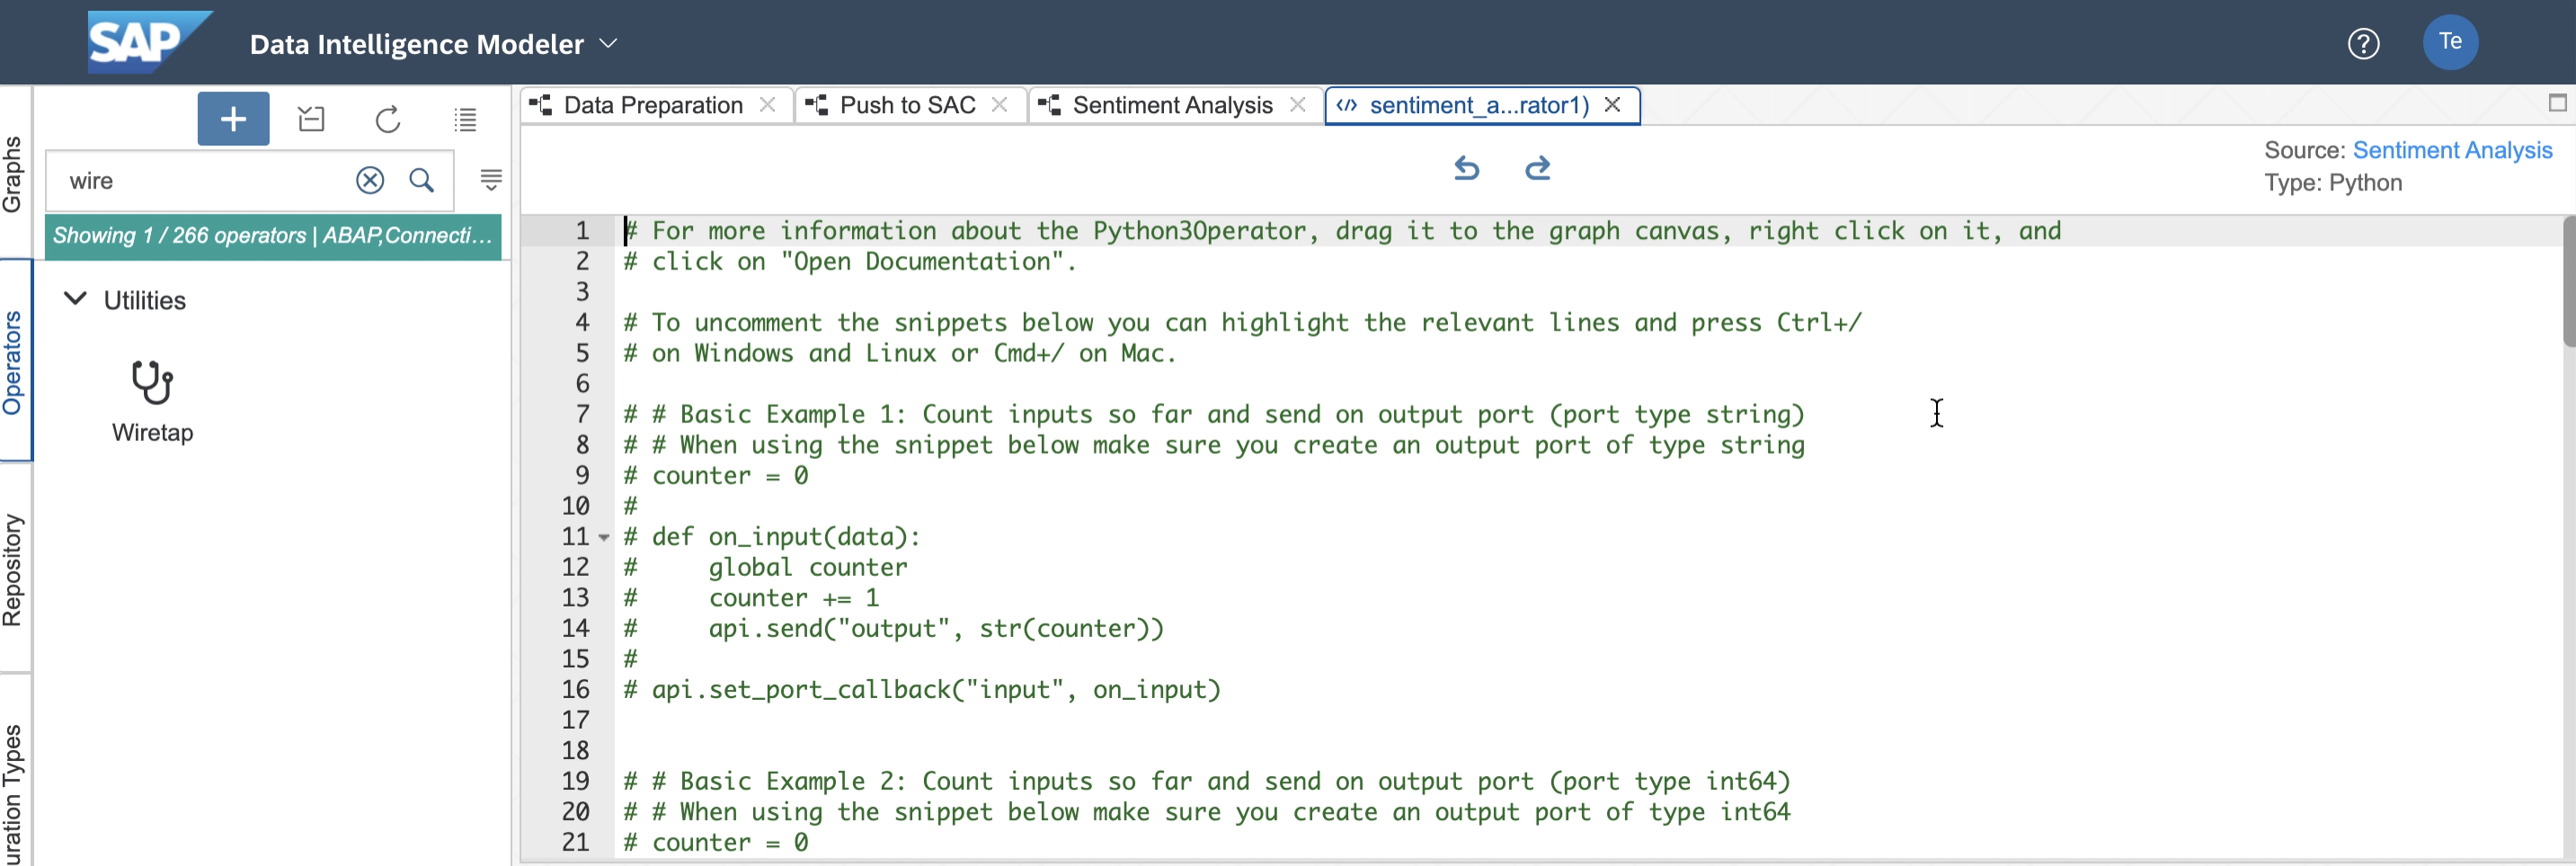 SAP
Data Intelligence Modeler
Te
Graphs
Operators
Repository
uration Types
wire
Showing 1 / 266 operators | ABAP,Connecti...
Utilities
Wiretap
Data Preparation
Push to SAC
Sentiment Analysis
sentiment_a...rator1)
Source: Sentiment Analysis
Type: Python
1 # For more information about the Python3Operator, drag it to the graph canvas, right click on it, and
2 # click on "Open Documentation".
3
4 # To uncomment the snippets below you can highlight the relevant lines and press Ctrl+/
5 # on Windows and Linux or Cmd+/ on Mac.
6
7 # # Basic Example 1: Count inputs so far and send on output port (port type string)
8 # # When using the snippet below make sure you create an output port of type string
9 # counter = 0
10 #
11 # def on_input(data):
12 #     global counter
13 #     counter += 1
14 #     api.send("output", str(counter))
15 #
16 # api.set_port_callback("input", on_input)
17
18
19 # # Basic Example 2: Count inputs so far and send on output port (port type int64)
20 # # When using the snippet below make sure you create an output port of type int64
21 # counter = 0